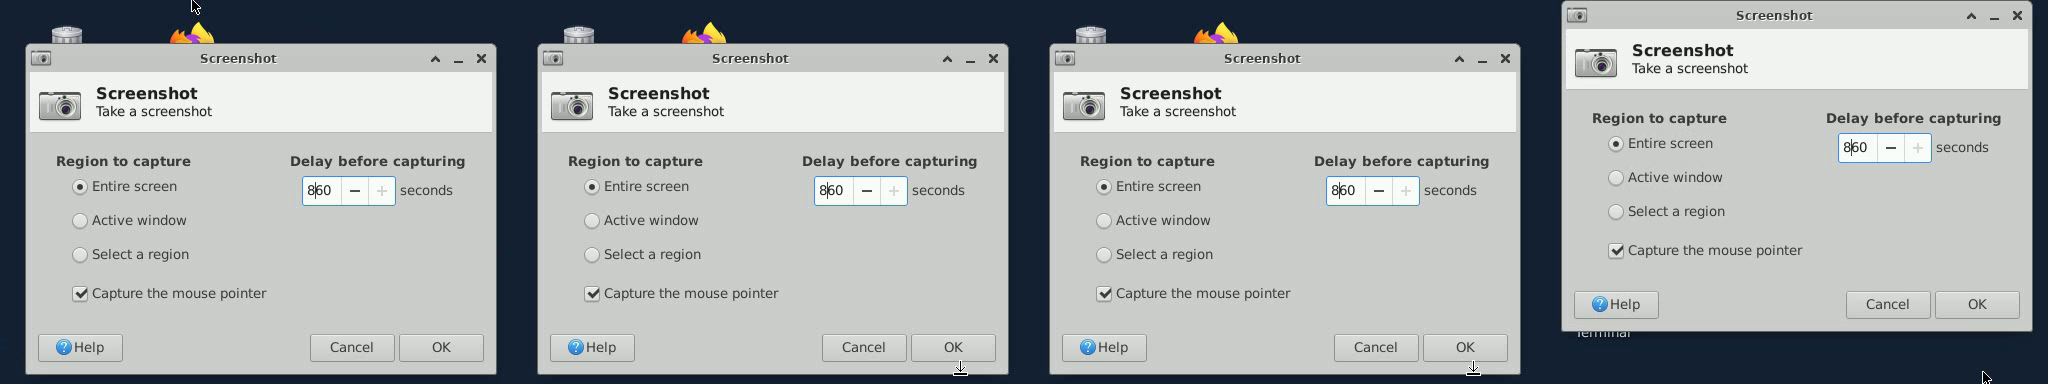 Screenshot
Screenshot
Take a screenshot
Region to capture
Delay before capturing
Entire screen
860
seconds
Active window
Select a region
Capture the mouse pointer
Help
Cancel
OK
Screenshot
Screenshot
Take a screenshot
Region to capture
Delay before capturing
Entire screen
860
seconds
Active window
Select a region
Capture the mouse pointer
Help
Cancel
OK
Screenshot
Screenshot
Take a screenshot
Region to capture
Delay before capturing
Entire screen
860
seconds
Active window
Select a region
Capture the mouse pointer
Help
Cancel
OK
Screenshot
Screenshot
Take a screenshot
Region to capture
Delay before capturing
Entire screen
860
seconds
Active window
Select a region
Capture the mouse pointer
Help
Cancel
OK
Terminal